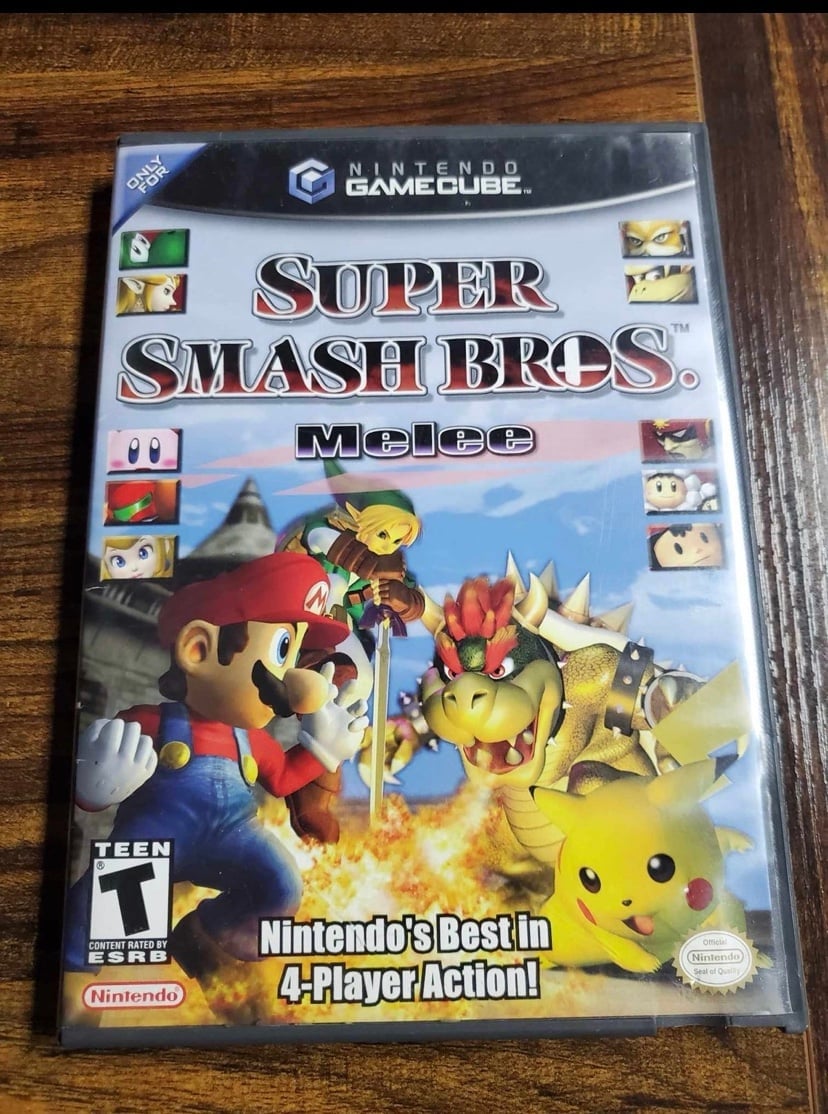 ONLY
FOR
NINTENDO
GAMECUBE™
SUPER
SMASH BROS.™
Melee
M
TEEN
T
®
CONTENT RATED BY
ESRB
Nintendo®
Nintendo's Best in
4-Player Action!
Official
Nintendo
Seal of Quality